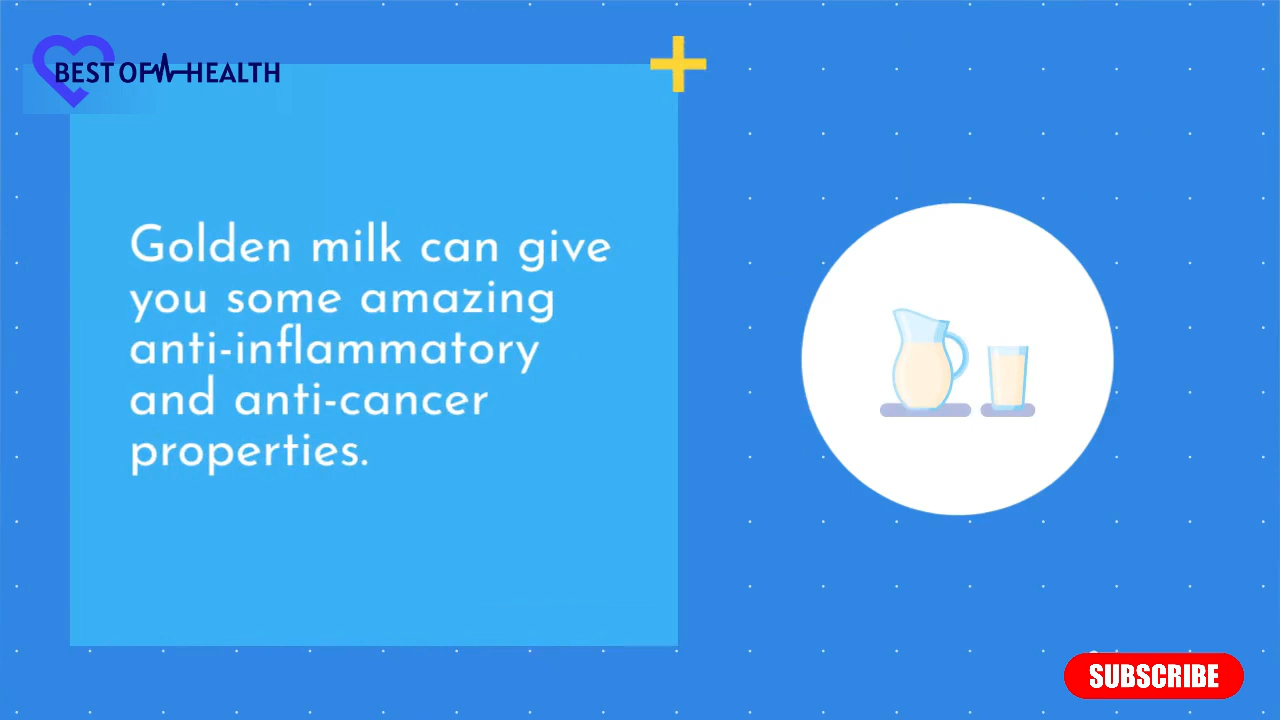 BEST OF HEALTH
Golden milk can give
you some amazing
anti-inflammatory
and anti-cancer
properties.
SUBSCRIBE